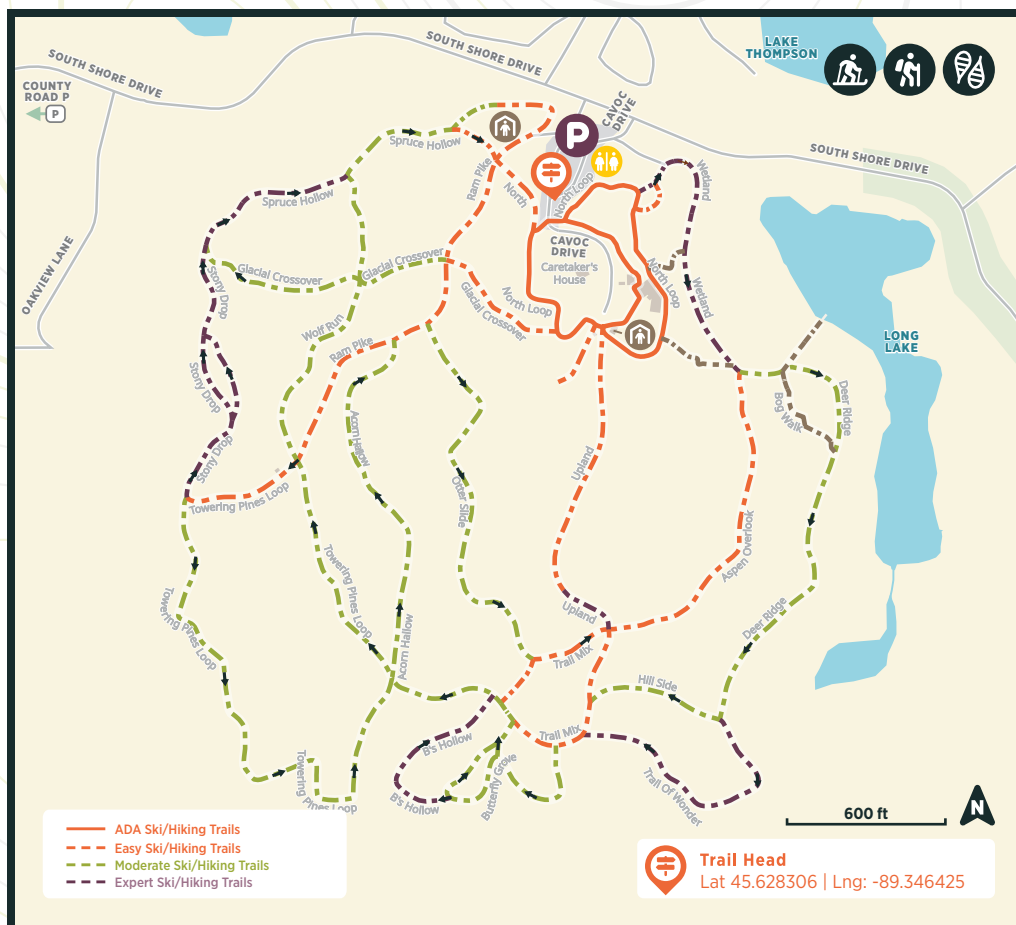 LAKE
THOMPSON
SOUTH SHORE DRIVE
SOUTH SHORE DRIVE
COUNTY
ROAD P
P
CAVOC
DRIVE
P
SOUTH SHORE DRIVE
Spruce Hollow
Ram Pike
North
North Loop
Wetland
Spruce Hollow
OAKVIEW LANE
CAVOC
DRIVE
Caretaker's
House
Glacial Crossover
Glacial Crossover
Stony Drop
North Loop
Wetland
North Loop
Glacial Crossover
Wolf Run
Ram Pike
LONG
LAKE
Stony Drop
Acorn Hallow
Bog Walk
Deer Ridge
Stony Drop
Upland
Otter Slide
Towering Pines Loop
Aspen Overlook
Towering Pines Loop
Towering Pines Loop
Upland
Deer Ridge
Acorn Hallow
Trail Mix
Hill Side
Trail Mix
B's Hollow
Butterfly Grove
B's Hollow
Towering Pines Loop
Trail Of Wonder
600 ft
N
ADA Ski/Hiking Trails
Easy Ski/Hiking Trails
Moderate Ski/Hiking Trails
Expert Ski/Hiking Trails
Trail Head
Lat 45.628306 | Lng: -89.346425